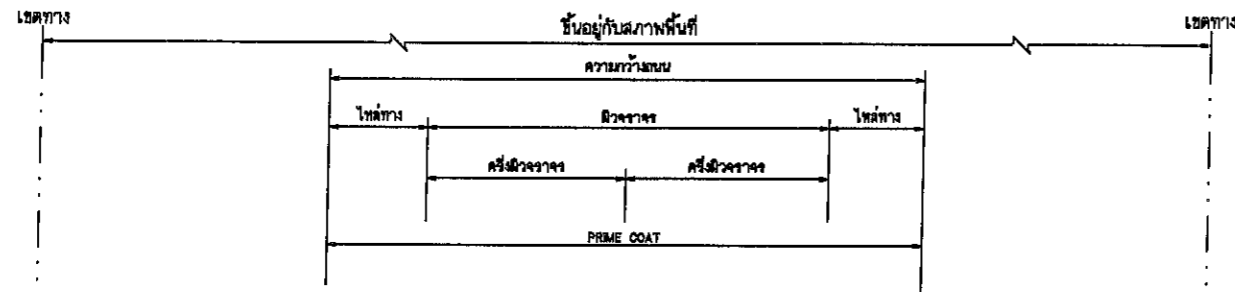 เขตทาง
ขึ้นอยู่กับสภาพพื้นที่
เขตทาง
ความกว้างถนน
ไหล่ทาง
ผิวจราจร
ไหล่ทาง
ครึ่งผิวจราจร
ครึ่งผิวจราจร
PRIME COAT